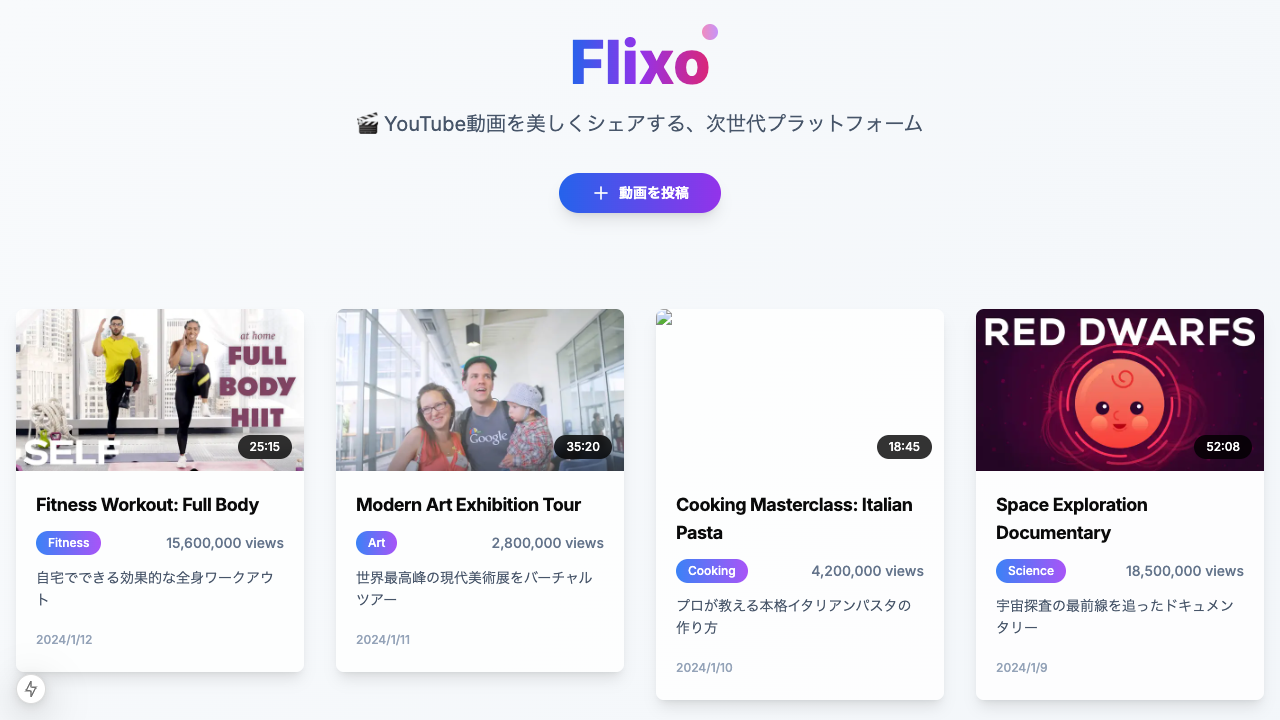 Flixo
🎬 YouTube動画を美しくシェアする、次世代プラットフォーム
動画を投稿
at home
FULL
BODY
HIIT
SELF
25:15
Fitness Workout: Full Body
Fitness
15,600,000 views
自宅でできる効果的な全身ワークアウ
ト
2024/1/12
Google
35:20
Modern Art Exhibition Tour
Art
2,800,000 views
世界最高峰の現代美術展をバーチャル
ツアー
2024/1/11
18:45
Cooking Masterclass: Italian
Pasta
Cooking
4,200,000 views
プロが教える本格イタリアンパスタの
作り方
2024/1/10
RED DWARFS
52:08
Space Exploration
Documentary
Science
18,500,000 views
宇宙探査の最前線を追ったドキュメン
タリー
2024/1/9